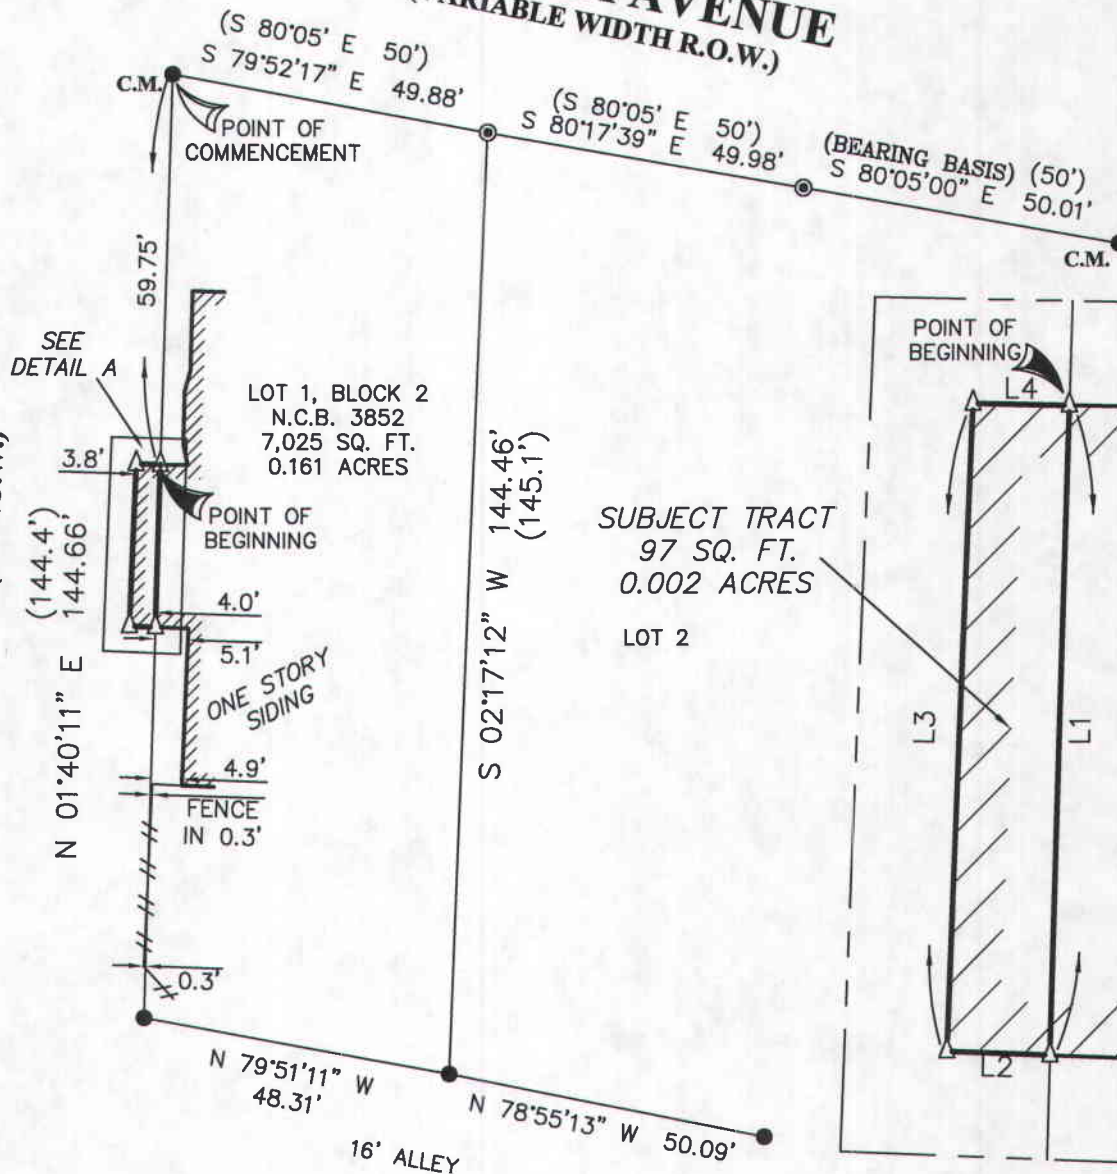 AVENUE
(VARIABLE WIDTH R.O.W.)
(S 80°05' E 50')
S 79°52'17" E 49.88'
C.M.
POINT OF
COMMENCEMENT
(S 80°05' E 50')
S 80°17'39" E 49.98'
(BEARING BASIS) (50')
S 80°05'00" E 50.01'
C.M.
59.75'
SEE
DETAIL A
LOT 1, BLOCK 2
N.C.B. 3852
7,025 SQ. FT.
0.161 ACRES
3.8'
POINT OF
BEGINNING
(144.4')
144.66'
N 01°40'11" E
4.0'
5.1'
ONE STORY
SIDING
4.9'
FENCE
IN 0.3'
0.3'
S 02°17'12" W 144.46'
(145.1')
SUBJECT TRACT
97 SQ. FT.
0.002 ACRES
LOT 2
POINT OF
BEGINNING
L4
L3
L1
L2
N 79°51'11" W
48.31'
N 78°55'13" W 50.09'
16' ALLEY